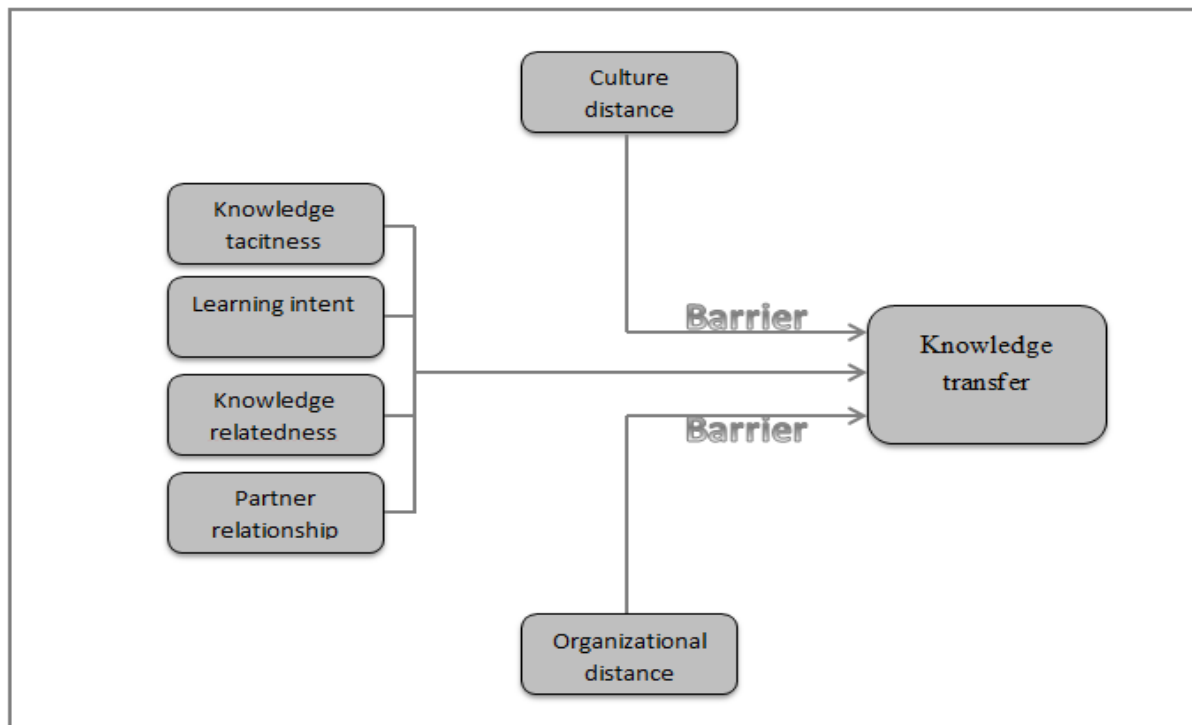 Culture
distance
Knowledge
tacitness
Learning intent
Knowledge
relatedness
Partner
relationship
Barrier
Knowledge
transfer
Barrier
Organizational
distance